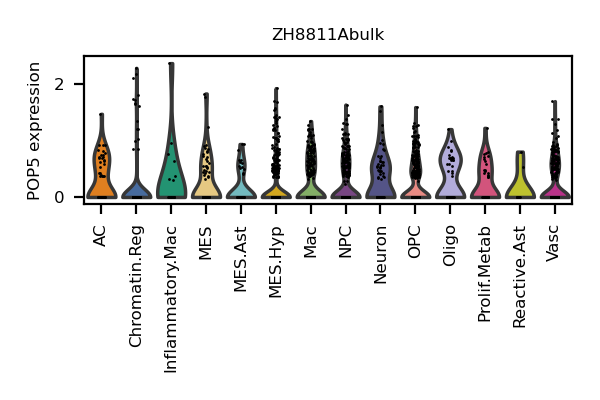 ZH8811Abulk
POP5 expression
2
0
AC
Chromatin.Reg
Inflammatory.Mac
MES
MES.Ast
MES.Hyp
Mac
NPC
Neuron
OPC
Oligo
Prolif.Metab
Reactive.Ast
Vasc